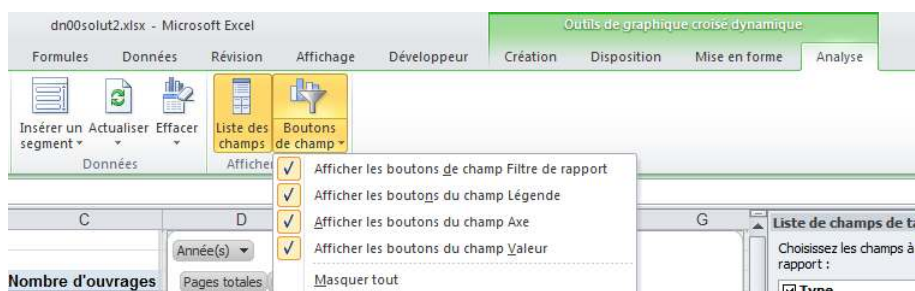 dn00solut2.xlsx - Microsoft Excel
Outils de graphique croisé dynamique
Formules Données Révision Affichage Développeur Création Disposition Mise en forme Analyse
Insérer un segment
Actualiser
Effacer
Liste des champs
Boutons de champ
Données
Affiche
Afficher les boutons de champ Filtre de rapport
Afficher les boutons du champ Légende
Afficher les boutons du champ Axe
Afficher les boutons du champ Valeur
Masquer tout
C D G
Liste de champs de ta
Choisissez les champs à
rapport :
Type
Année(s)
Nombre d'ouvrages
Pages totales